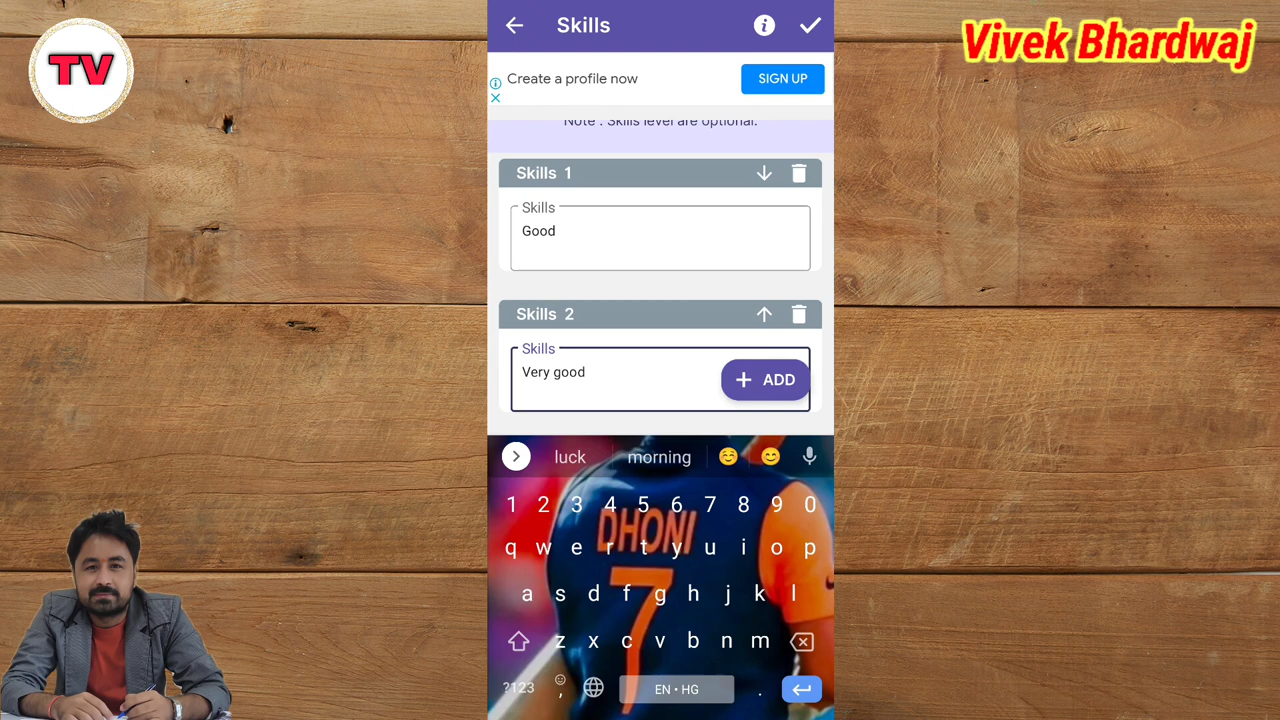 TV
Vivek Bhardwaj
Skills
Create a profile now
SIGN UP
Note : Skills level are optional.
Skills 1
Skills
Good
Skills 2
Skills
Very good
+ ADD
luck morning
1 2 3 4 5 6 7 8 9 0
DHONI
q w e r t y u i o p
7
a s d f g h j k l
z x c v b n m
?123 , EN • HG .